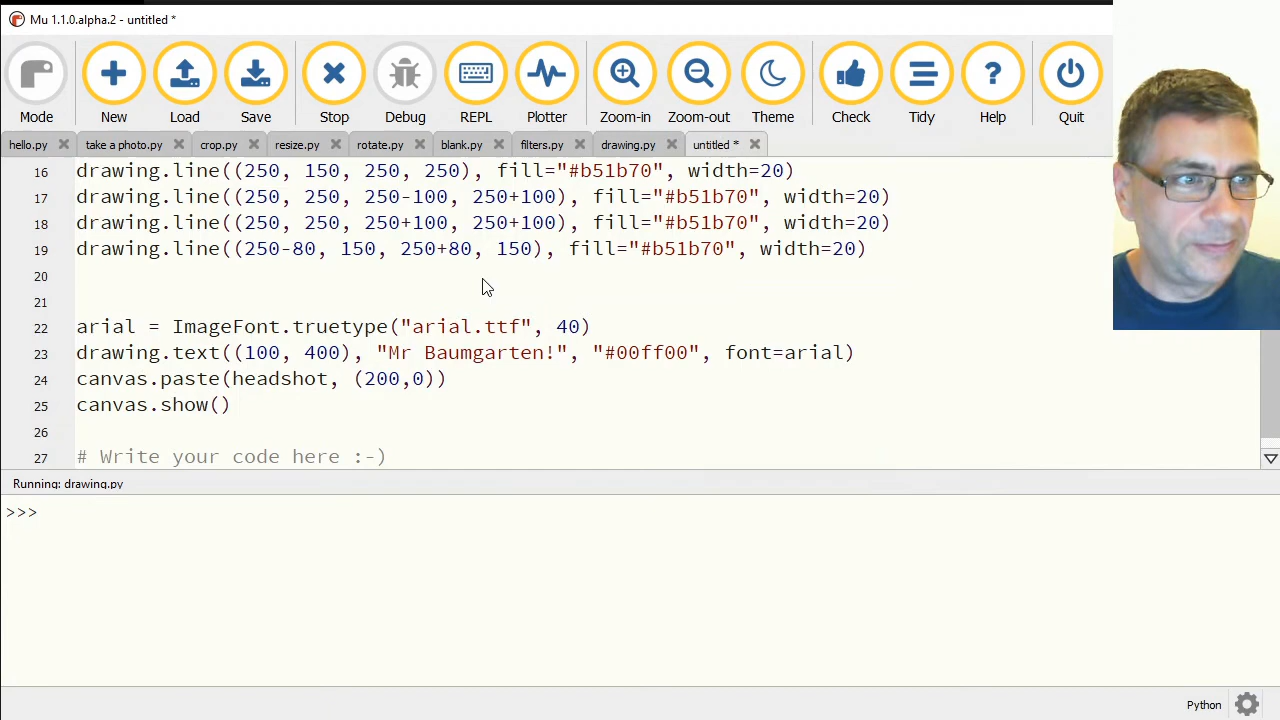 Mu 1.1.0.alpha.2 - untitled *
Mode New Load Save Stop Debug REPL Plotter Zoom-in Zoom-out Theme Check Tidy Help Quit
hello.py take a photo.py crop.py resize.py rotate.py blank.py filters.py drawing.py untitled *
16 drawing.line((250, 150, 250, 250), fill="#b51b70", width=20)
17 drawing.line((250, 250, 250-100, 250+100), fill="#b51b70", width=20)
18 drawing.line((250, 250, 250+100, 250+100), fill="#b51b70", width=20)
19 drawing.line((250-80, 150, 250+80, 150), fill="#b51b70", width=20)
20
21
22 arial = ImageFont.truetype("arial.ttf", 40)
23 drawing.text((100, 400), "Mr Baumgarten!", "#00ff00", font=arial)
24 canvas.paste(headshot, (200,0))
25 canvas.show()
26
27 # Write your code here :-)
Running: drawing.py
>>>
Python